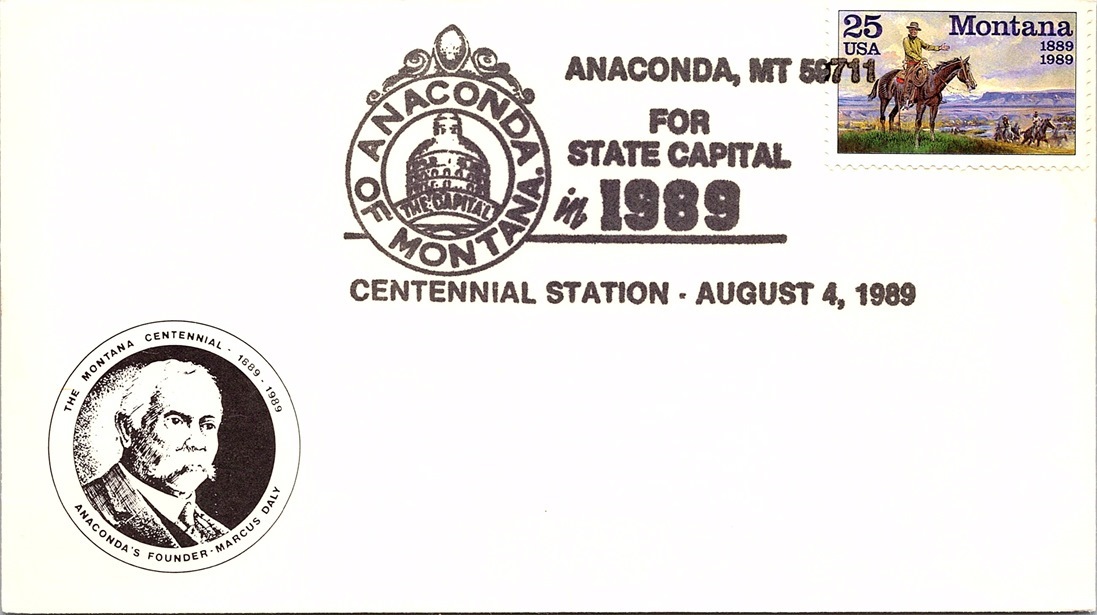 25
USA
Montana
1889
1989
ANACONDA, MT 59711
FOR
STATE CAPITAL
in 1989
ANACONDA.
OF MONTANA.
THE CAPITAL
CENTENNIAL STATION - AUGUST 4, 1989
THE MONTANA CENTENNIAL - 1889 - 1989
ANACONDA'S FOUNDER - MARCUS DALY